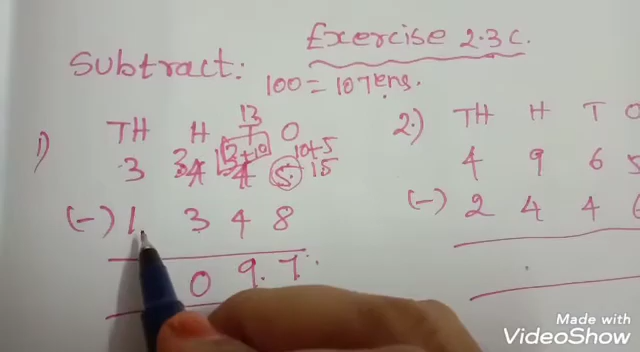 Exercise 2.3C.
Subtract:
100 = 10 Tens.
13
1) TH H T O
3 4 4 5
3 3+10 10+5 15
(-) 1 3 4 8
0 9 7
2.) TH H T O
4 9 6 5
(-) 2 4 4 6
Made with
VideoShow